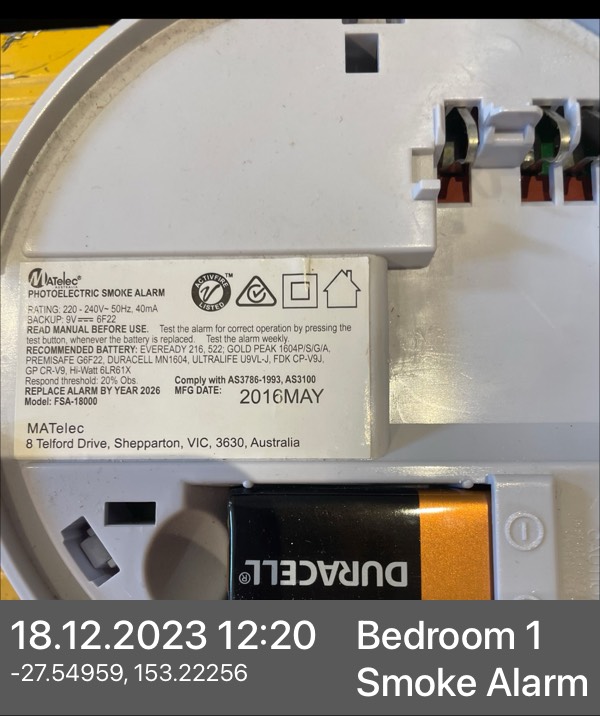 MATelec®
AUSTRALIA
PHOTOELECTRIC SMOKE ALARM
ACTIVFIRE™
LISTED
RATING: 220 - 240V~ 50Hz, 40mA
BACKUP: 9V⎓ 6F22
READ MANUAL BEFORE USE. Test the alarm for correct operation by pressing the
test button, whenever the battery is replaced. Test the alarm weekly.
RECOMMENDED BATTERY: EVEREADY 216, 522; GOLD PEAK 1604P/S/G/A.
PREMISAFE G6F22, DURACELL MN1604, ULTRALIFE U9VL-J, FDK CP-V9J.
GP CR-V9, Hi-Watt 6LR61X
Respond threshold: 20% Obs. Comply with AS3786-1993, AS3100
REPLACE ALARM BY YEAR 2026 MFG DATE: 2016MAY
Model: FSA-18000
MATelec
8 Telford Drive, Shepparton, VIC, 3630, Australia
DURACELL®
18.12.2023 12:20
-27.54959, 153.22256
Bedroom 1
Smoke Alarm